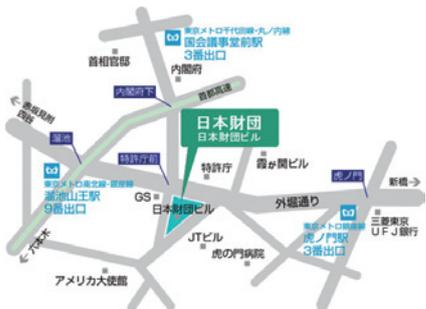 東京メトロ千代田線・丸ノ内線
国会議事堂前駅
3番出口
首相官邸
内閣府
内閣府下
首都高速
赤坂見附
四谷
溜池
日本財団
日本財団ビル
特許庁前
特許庁
霞が関ビル
虎ノ門
新橋
東京メトロ南北線・銀座線
溜池山王駅
9番出口
GS
日本財団ビル
外堀通り
東京メトロ銀座線
虎ノ門駅
3番出口
三菱東京
UFJ銀行
JTビル
虎の門病院
六本木
アメリカ大使館